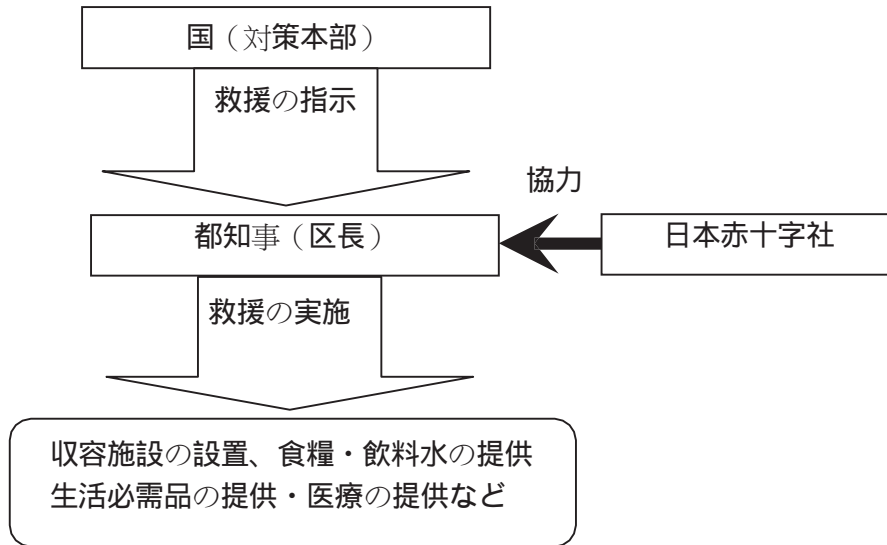 国（対策本部）
救援の指示
協力
都知事（区長）
日本赤十字社
救援の実施
収容施設の設置、食糧・飲料水の提供
生活必需品の提供・医療の提供など